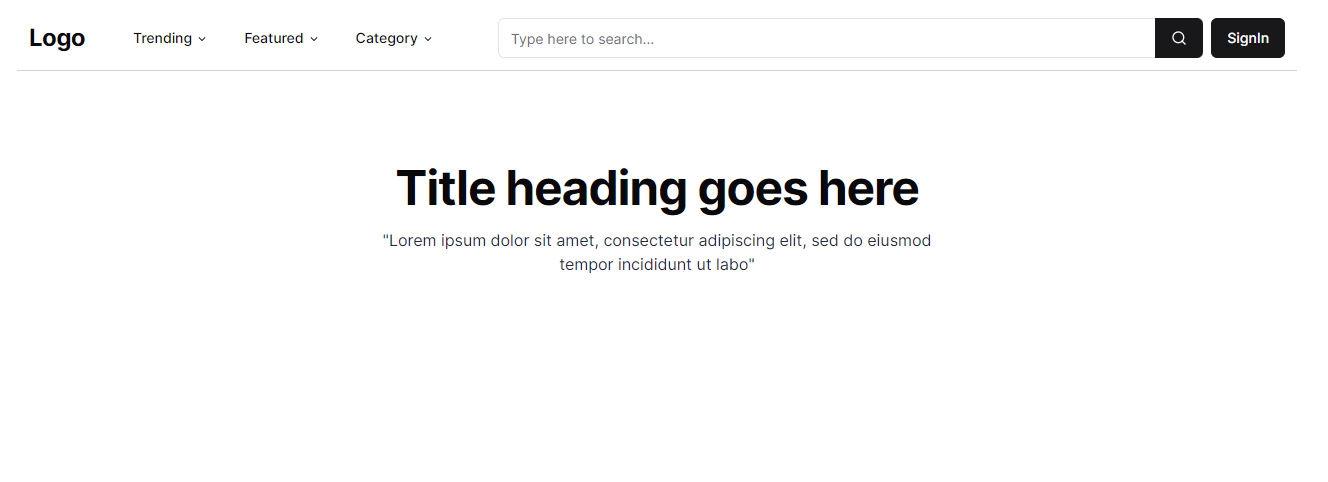 Logo
Trending
Featured
Category
Type here to search...
SignIn
Title heading goes here
"Lorem ipsum dolor sit amet, consectetur adipiscing elit, sed do eiusmod
tempor incididunt ut labo"